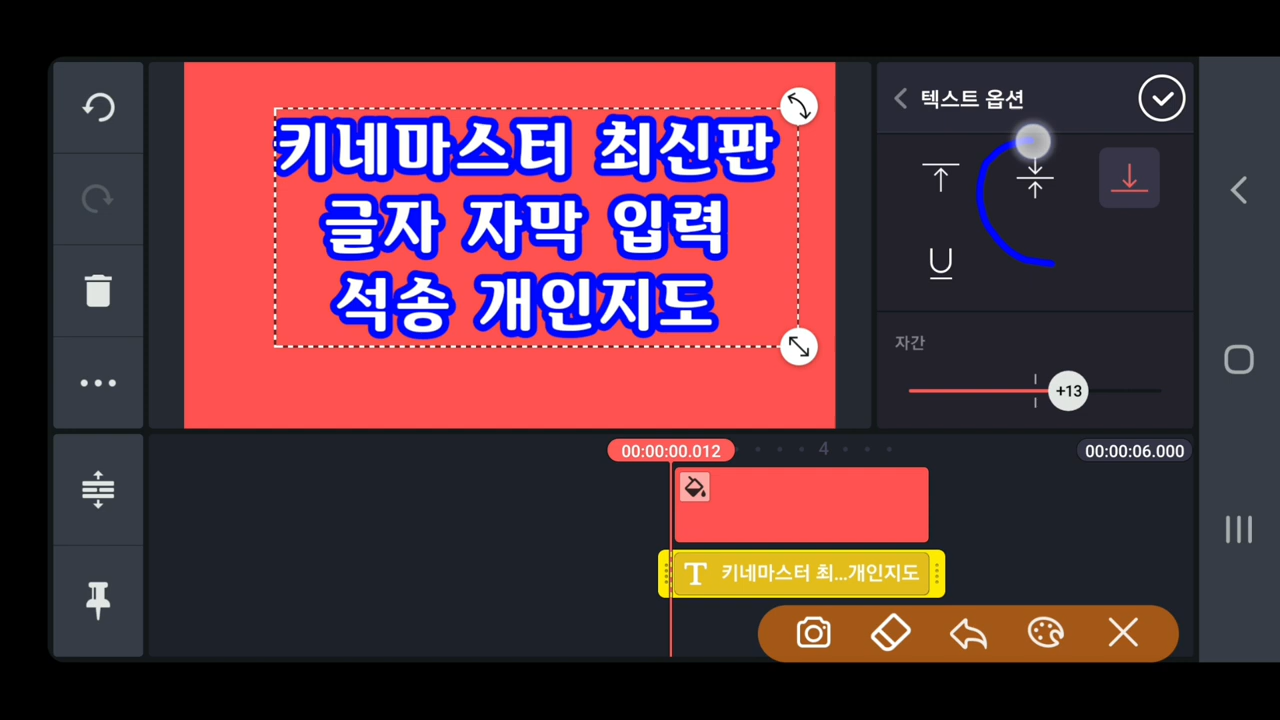 텍스트 옵션
키네마스터 최신판
글자 자막 입력
석송 개인지도
자간
+13
00:00:00.012
4
00:00:06.000
T 키네마스터 최...개인지도